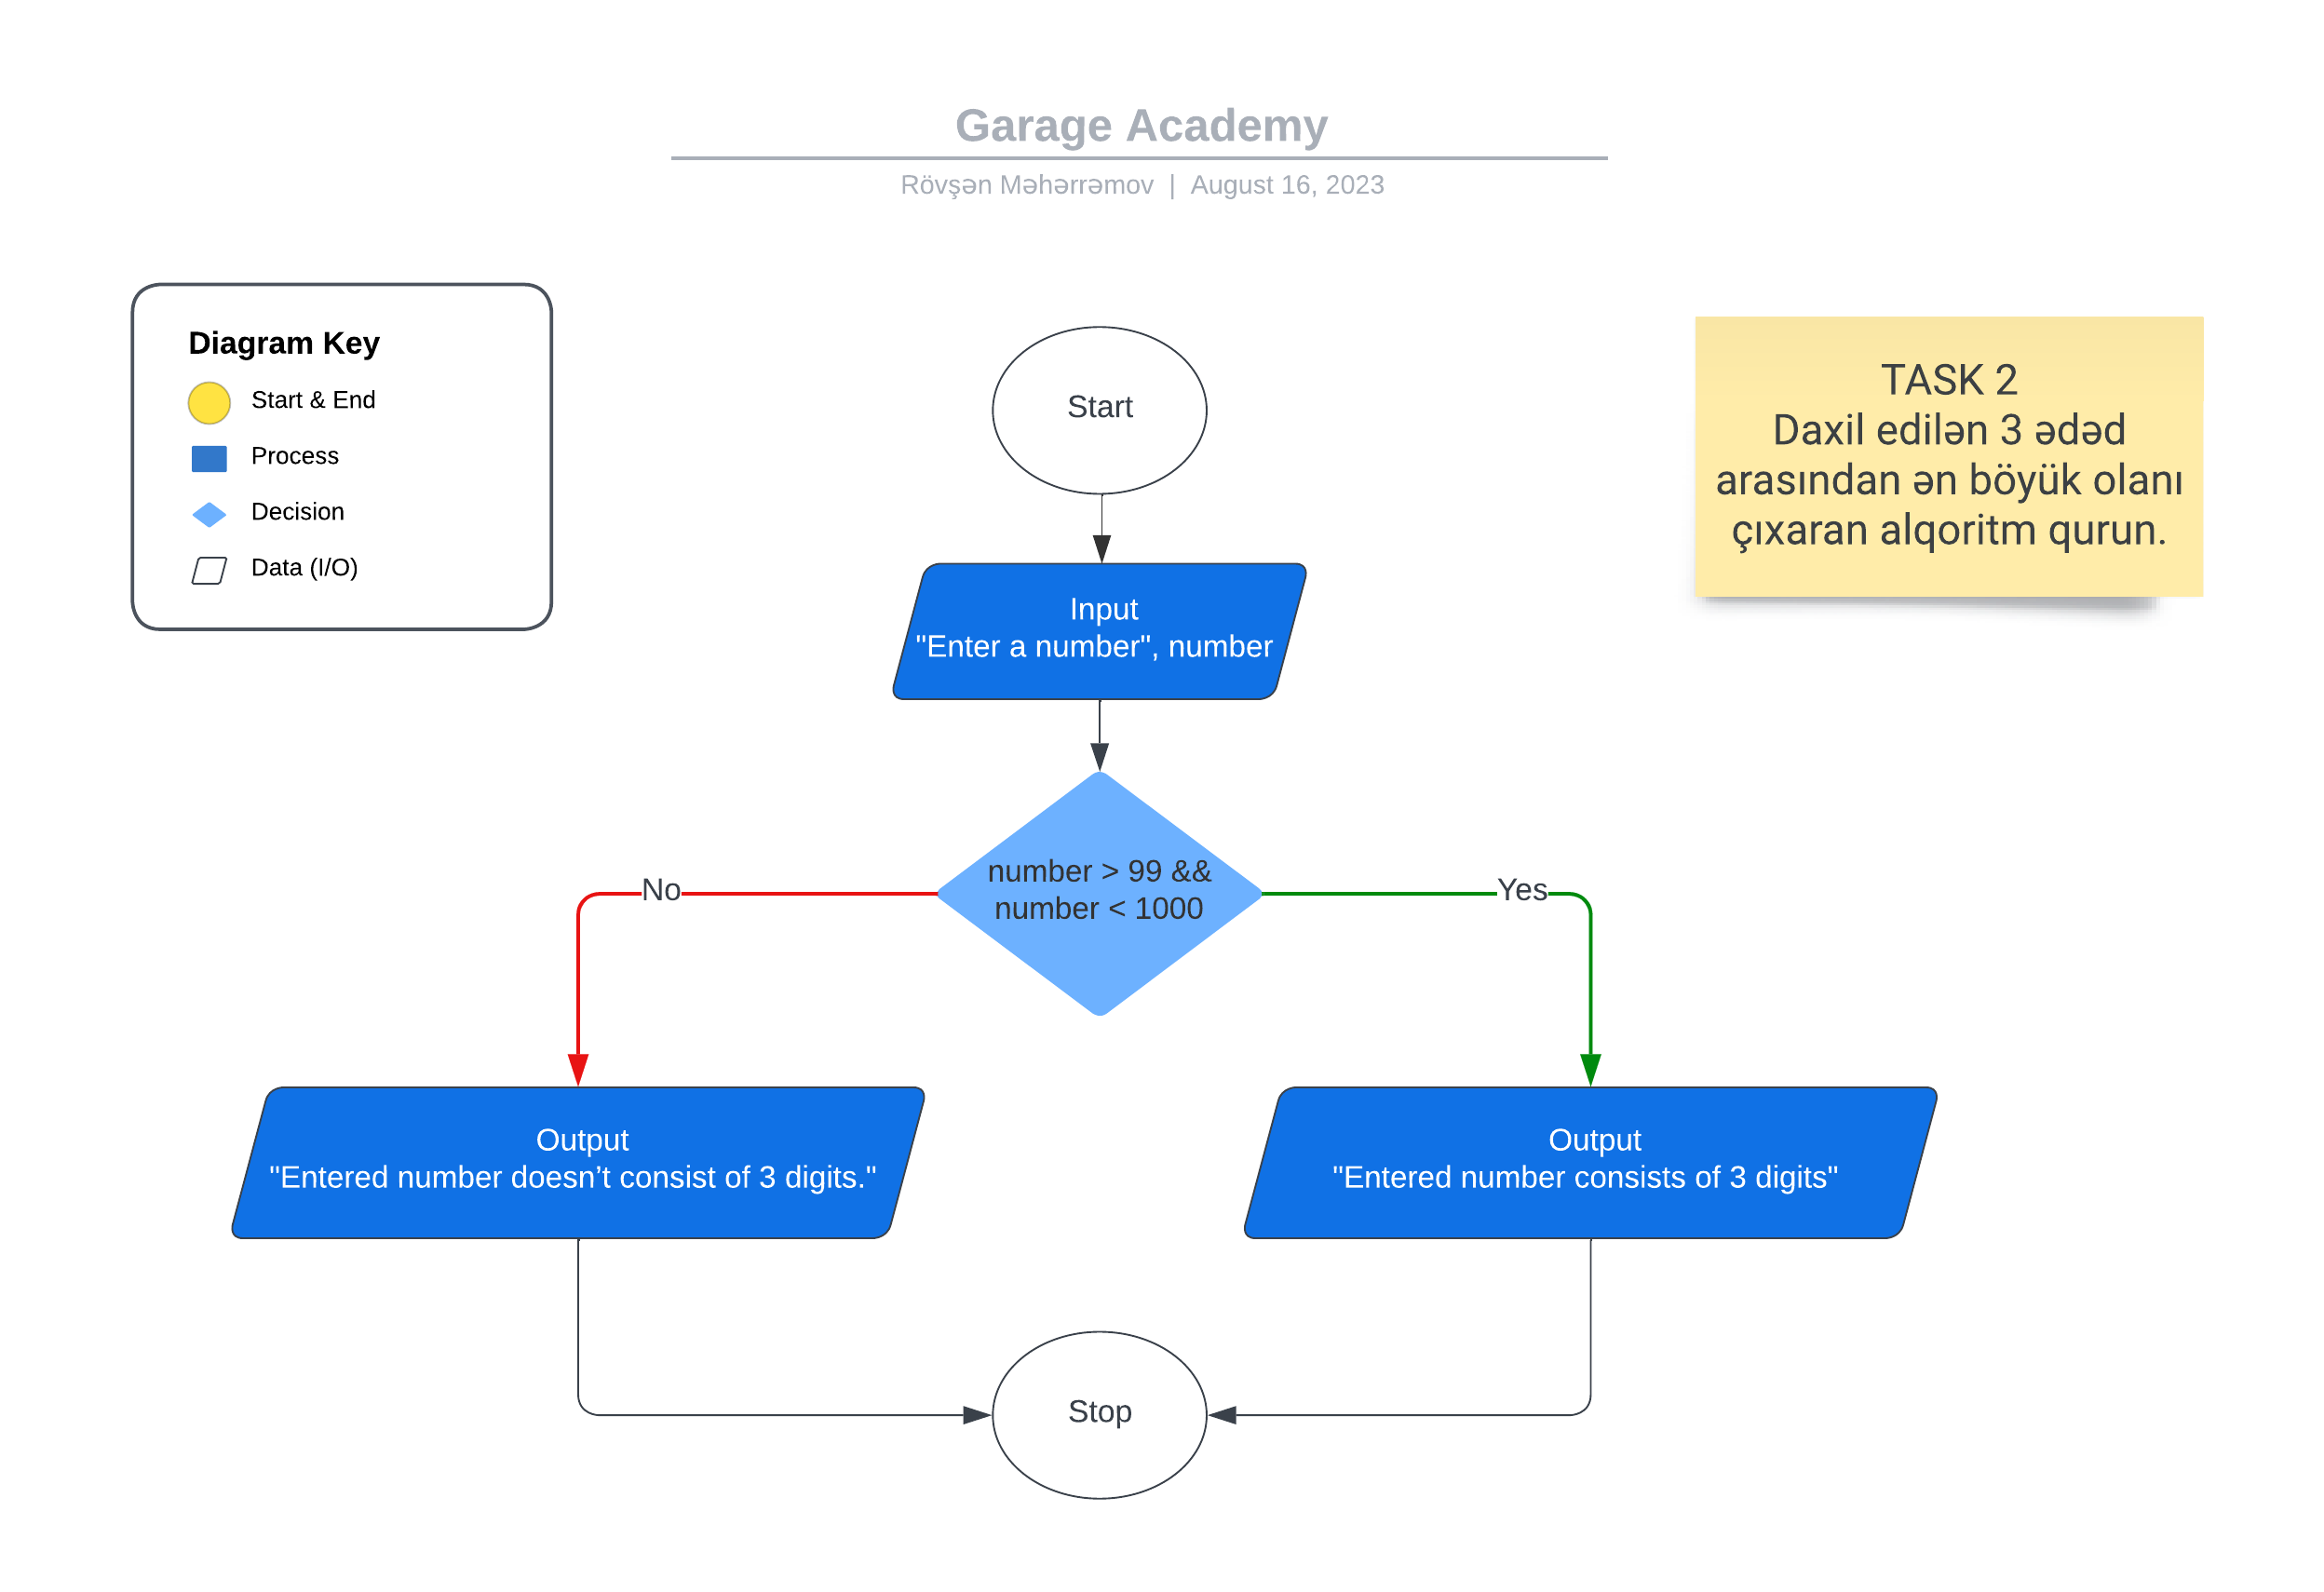 Garage Academy
Rövşən Məhərrəmov | August 16, 2023
Diagram Key
Start & End
Process
Decision
Data (I/O)
TASK 2
Daxil edilən 3 ədəd
arasından ən böyük olanı
çıxaran alqoritm qurun.
Start
Input
"Enter a number", number
number > 99 &&
number < 1000
No
Yes
Output
"Entered number doesn’t consist of 3 digits."
Output
"Entered number consists of 3 digits"
Stop